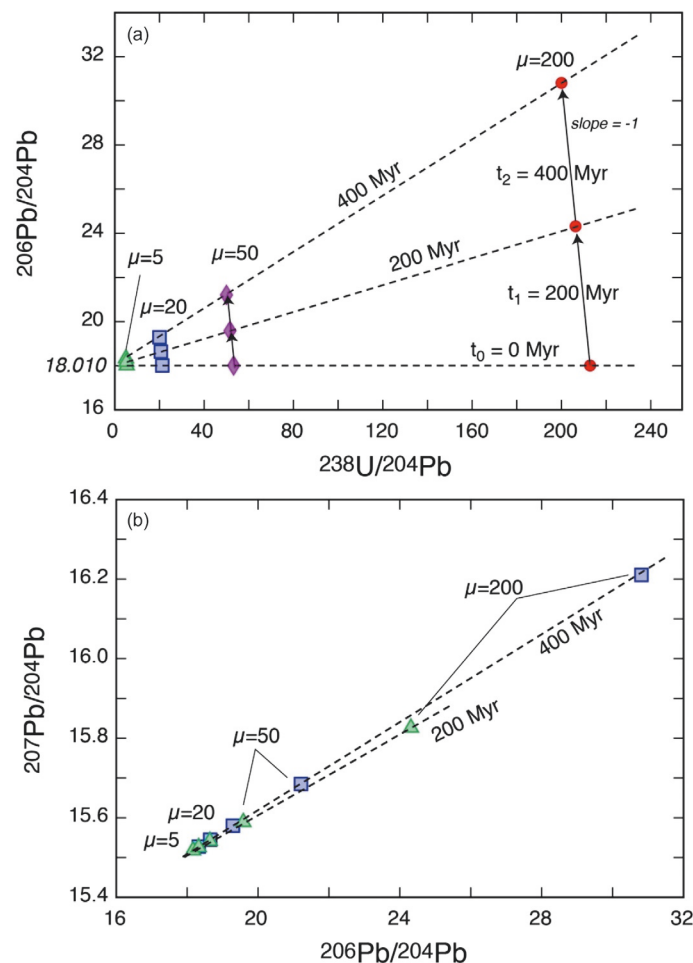 (a)
32
μ=200
slope = -1
28
400 Myr
t₂ = 400 Myr
206Pb/204Pb
24
μ=50
200 Myr
μ=5
t₁ = 200 Myr
μ=20
20
t₀ = 0 Myr
18.010
16
0 40 80 120 160 200 240
238U/204Pb
16.4
(b)
16.2
μ=200
400 Myr
16.0
207Pb/204Pb
200 Myr
15.8
μ=50
μ=20
15.6
μ=5
15.4
16 20 24 28 32
206Pb/204Pb